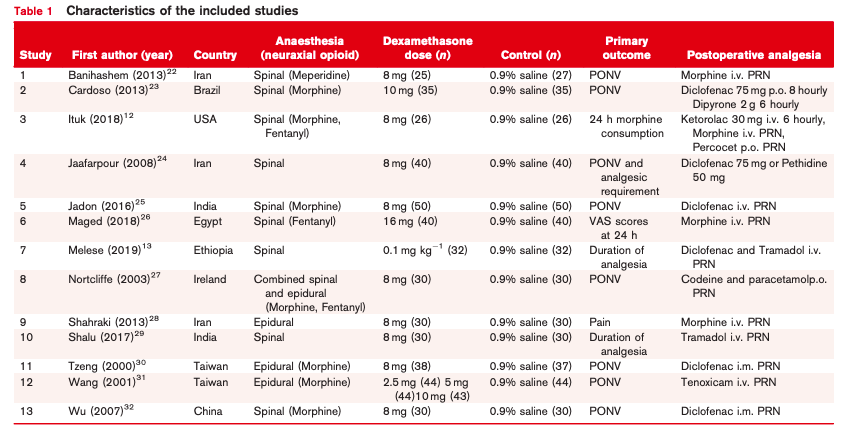 Table 1 Characteristics of the included studies
Study First author (year) Country Anaesthesia (neuraxial opioid) Dexamethasone dose (n) Control (n) Primary outcome Postoperative analgesia
1 Banihashem (2013)22 Iran Spinal (Meperidine) 8 mg (25) 0.9% saline (27) PONV Morphine i.v. PRN
2 Cardoso (2013)23 Brazil Spinal (Morphine) 10 mg (35) 0.9% saline (35) PONV Diclofenac 75 mg p.o. 8 hourly
Dipyrone 2 g 6 hourly
3 Ituk (2018)12 USA Spinal (Morphine, 8 mg (26) 0.9% saline (26) 24 h morphine Ketorolac 30 mg i.v. 6 hourly,
Fentanyl) consumption Morphine i.v. PRN,
Percocet p.o. PRN
4 Jaafarpour (2008)24 Iran Spinal 8 mg (40) 0.9% saline (40) PONV and Diclofenac 75 mg or Pethidine
analgesic 50 mg
requirement
5 Jadon (2016)25 India Spinal (Morphine) 8 mg (50) 0.9% saline (50) PONV Diclofenac i.v. PRN
6 Maged (2018)26 Egypt Spinal (Fentanyl) 16 mg (40) 0.9% saline (40) VAS scores Morphine i.v. PRN
at 24 h
7 Melese (2019)13 Ethiopia Spinal 0.1 mg kg−1 (32) 0.9% saline (32) Duration of Diclofenac and Tramadol i.v.
analgesia PRN
8 Nortcliffe (2003)27 Ireland Combined spinal 8 mg (30) 0.9% saline (30) PONV Codeine and paracetamolp.o.
and epidural PRN
(Morphine, Fentanyl)
9 Shahraki (2013)28 Iran Epidural 8 mg (30) 0.9% saline (30) Pain Morphine i.v. PRN
10 Shalu (2017)29 India Spinal 8 mg (30) 0.9% saline (30) Duration of Tramadol i.v. PRN
analgesia
11 Tzeng (2000)30 Taiwan Epidural (Morphine) 8 mg (38) 0.9% saline (37) PONV Diclofenac i.m. PRN
12 Wang (2001)31 Taiwan Epidural (Morphine) 2.5 mg (44) 5 mg 0.9% saline (44) PONV Tenoxicam i.v. PRN
(44)10 mg (43)
13 Wu (2007)32 China Spinal (Morphine) 8 mg (30) 0.9% saline (30) PONV Diclofenac i.m. PRN